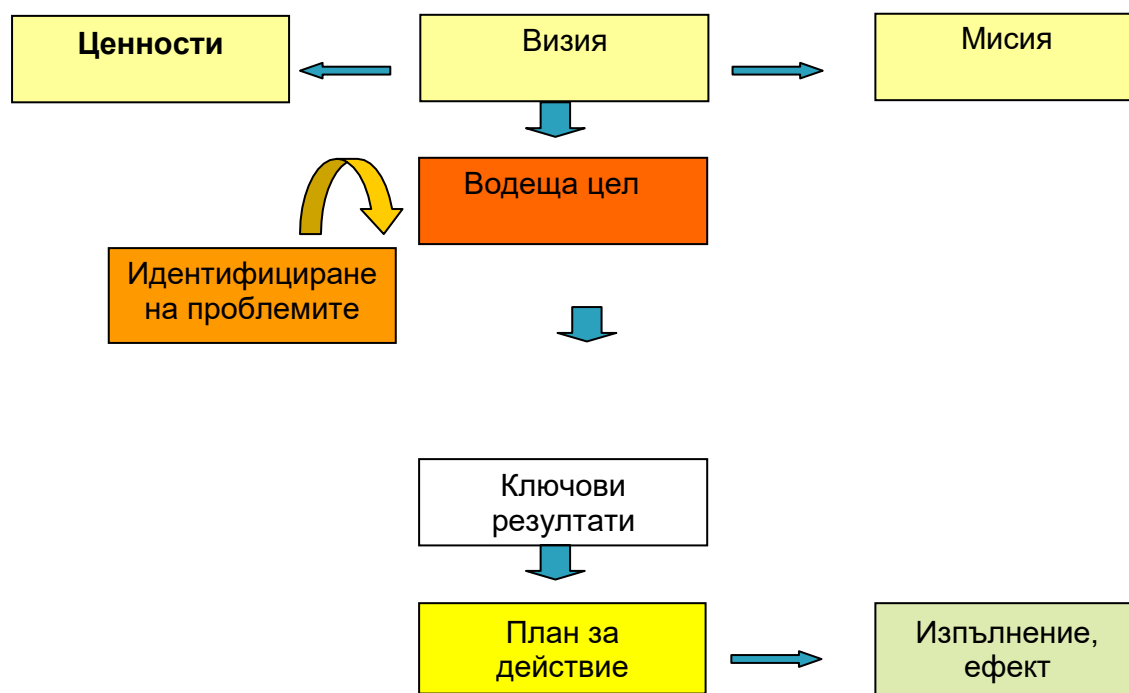 Ценности
Визия
Мисия
Водеща цел
Идентифициране
на проблемите
Ключови
резултати
План за
действие
Изпълнение,
ефект